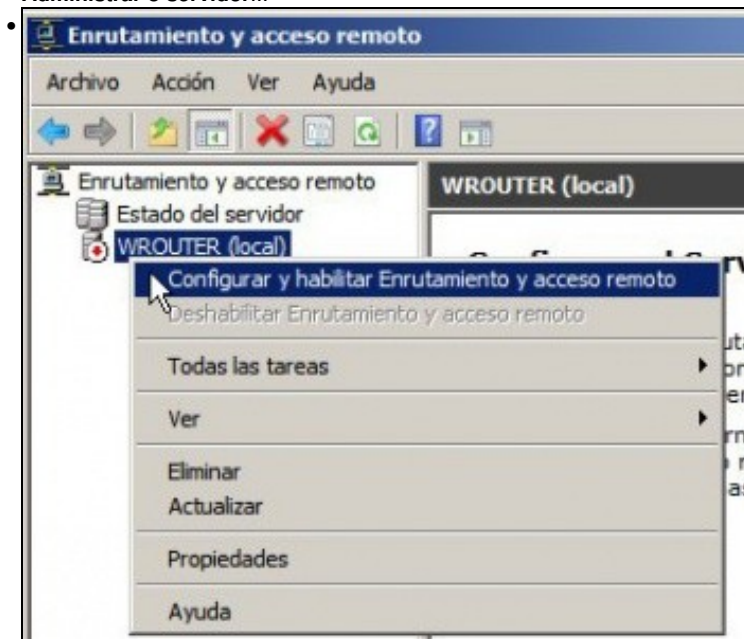 Administrar o servidor...
Enrutamiento y acceso remoto
Archivo Acción Ver Ayuda
Enrutamiento y acceso remoto
Estado del servidor
WROUTER (local)
WROUTER (local)
Configurar y habilitar Enrutamiento y acceso remoto
Deshabilitar Enrutamiento y acceso remoto
Todas las tareas
Ver
Eliminar
Actualizar
Propiedades
Ayuda